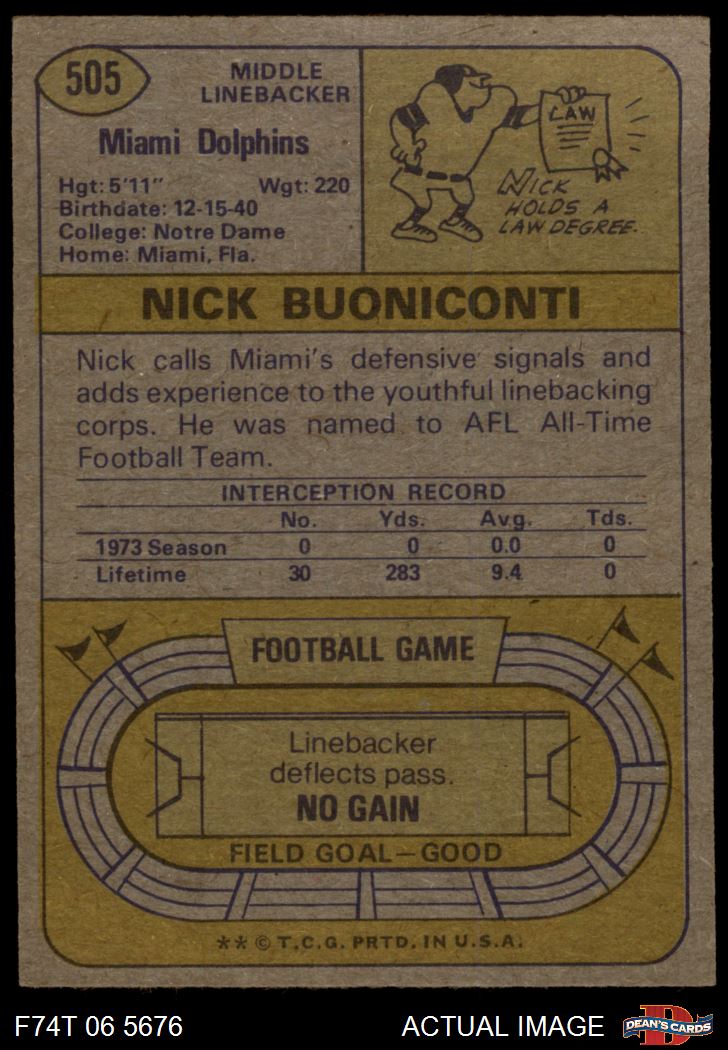 505
MIDDLE
LINEBACKER
Miami Dolphins
Hgt: 5'11" Wgt: 220
Birthdate: 12-15-40
College: Notre Dame
Home: Miami, Fla.
LAW
NICK
HOLDS A
LAW DEGREE.
NICK BUONICONTI
Nick calls Miami's defensive signals and
adds experience to the youthful linebacking
corps. He was named to AFL All-Time
Football Team.
INTERCEPTION RECORD
No. Yds. Avg. Tds.
1973 Season 0 0 0.0 0
Lifetime 30 283 9.4 0
FOOTBALL GAME
Linebacker
deflects pass.
NO GAIN
FIELD GOAL—GOOD
** © T.C.G. PRTD. IN U.S.A.
F74T 06 5676 ACTUAL IMAGE
D
DEAN'S CARDS